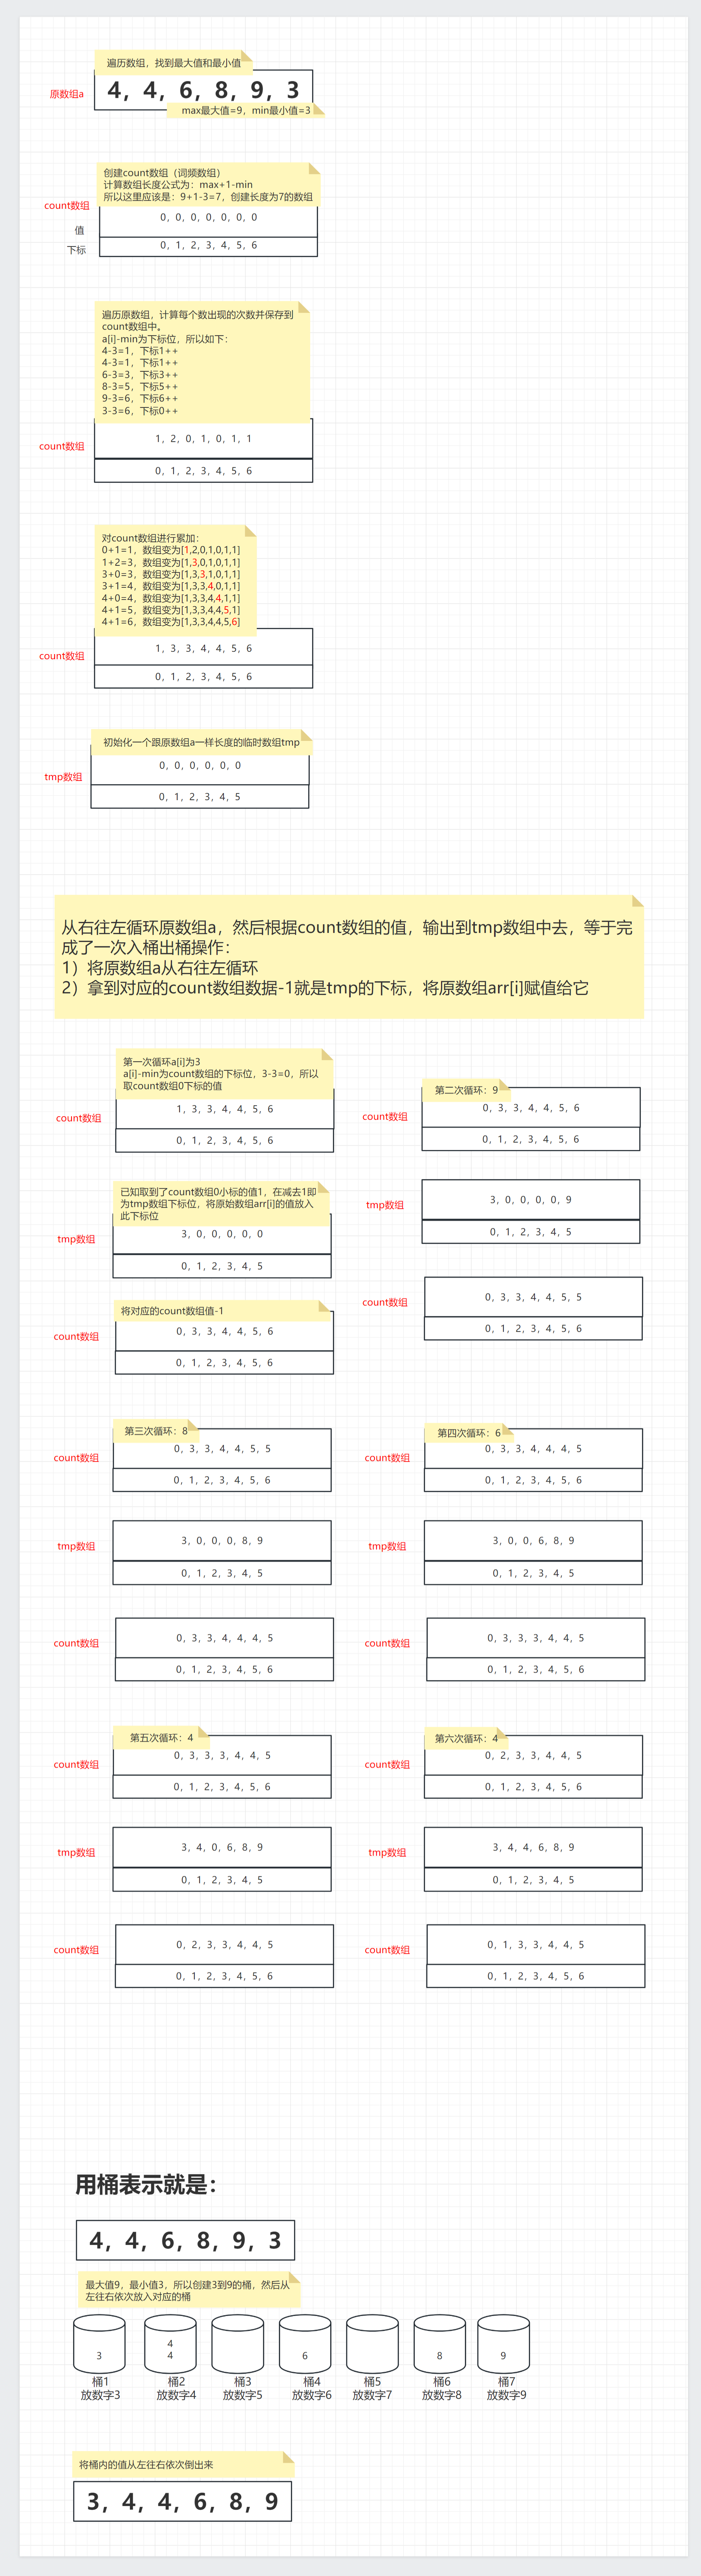 遍历数组，找到最大值和最小值
原数组a
4，4，6，8，9，3
max最大值=9，min最小值=3
创建count数组（词频数组）
计算数组长度公式为：max+1-min
所以这里应该是：9+1-3=7，创建长度为7的数组
count数组
0，0，0，0，0，0，0
值
下标
0，1，2，3，4，5，6
遍历原数组，计算每个数出现的次数并保存到
count数组中。
a[i]-min为下标位，所以如下：
4-3=1，下标1++
4-3=1，下标1++
6-3=3，下标3++
8-3=5，下标5++
9-3=6，下标6++
3-3=6，下标0++
count数组
1，2，0，1，0，1，1
0，1，2，3，4，5，6
对count数组进行累加：
0+1=1，数组变为[1,2,0,1,0,1,1]
1+2=3，数组变为[1,3,0,1,0,1,1]
3+0=3，数组变为[1,3,3,1,0,1,1]
3+1=4，数组变为[1,3,3,4,0,1,1]
4+0=4，数组变为[1,3,3,4,4,1,1]
4+1=5，数组变为[1,3,3,4,4,5,1]
4+1=6，数组变为[1,3,3,4,4,5,6]
count数组
1，3，3，4，4，5，6
0，1，2，3，4，5，6
初始化一个跟原数组a一样长度的临时数组tmp
tmp数组
0，0，0，0，0，0
0，1，2，3，4，5
从右往左循环原数组a，然后根据count数组的值，输出到tmp数组中去，等于完
成了一次入桶出桶操作：
1）将原数组a从右往左循环
2）拿到对应的count数组数据-1就是tmp的下标，将原数组arr[i]赋值给它
第一次循环a[i]为3
a[i]-min为count数组的下标位，3-3=0，所以
取count数组0下标的值
count数组
1，3，3，4，4，5，6
0，1，2，3，4，5，6
已知取到了count数组0小标的值1，在减去1即
为tmp数组下标位，将原始数组arr[i]的值放入
此下标位
tmp数组
3，0，0，0，0，0
0，1，2，3，4，5
将对应的count数组值-1
count数组
0，3，3，4，4，5，6
0，1，2，3，4，5，6
第二次循环：9
count数组
0，3，3，4，4，5，6
0，1，2，3，4，5，6
tmp数组
3，0，0，0，0，9
0，1，2，3，4，5
count数组
0，3，3，4，4，5，5
0，1，2，3，4，5，6
第三次循环：8
count数组
0，3，3，4，4，5，5
0，1，2，3，4，5，6
tmp数组
3，0，0，0，8，9
0，1，2，3，4，5
count数组
0，3，3，4，4，4，5
0，1，2，3，4，5，6
第四次循环：6
count数组
0，3，3，4，4，4，5
0，1，2，3，4，5，6
tmp数组
3，0，0，6，8，9
0，1，2，3，4，5
count数组
0，3，3，3，4，4，5
0，1，2，3，4，5，6
第五次循环：4
count数组
0，3，3，3，4，4，5
0，1，2，3，4，5，6
tmp数组
3，4，0，6，8，9
0，1，2，3，4，5
count数组
0，2，3，3，4，4，5
0，1，2，3，4，5，6
第六次循环：4
count数组
0，2，3，3，4，4，5
0，1，2，3，4，5，6
tmp数组
3，4，4，6，8，9
0，1，2，3，4，5
count数组
0，1，3，3，4，4，5
0，1，2，3，4，5，6
用桶表示就是：
4，4，6，8，9，3
最大值9，最小值3，所以创建3到9的桶，然后从
左往右依次放入对应的桶
4
3 4 6 8 9
桶1 桶2 桶3 桶4 桶5 桶6 桶7
放数字3 放数字4 放数字5 放数字6 放数字7 放数字8 放数字9
将桶内的值从左往右依次倒出来
3，4，4，6，8，9